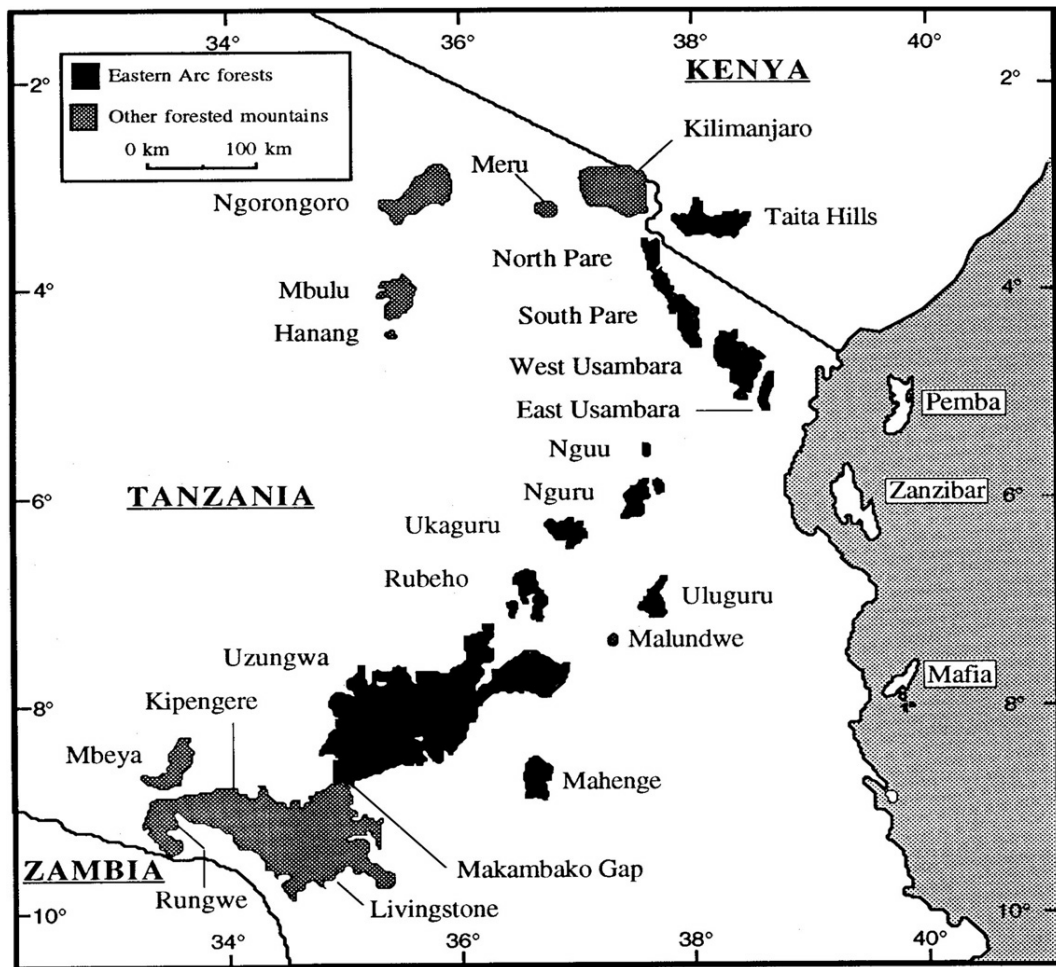 34° 36° 38° 40°
Eastern Arc forests
Other forested mountains
0 km 100 km
KENYA
2° 2°
Kilimanjaro
Meru
Ngorongoro
Taita Hills
North Pare
Mbulu
4° 4°
South Pare
Hanang
West Usambara
East Usambara
Pemba
Nguu
TANZANIA
Nguru
Zanzibar
6° 6°
Ukaguru
Rubeho
Uluguru
Malundwe
Uzungwa
Mafia
Kipengere
8° 8°
Mbeya
Mahenge
Makambako Gap
ZAMBIA
Rungwe
Livingstone
10° 10°
34° 36° 38° 40°